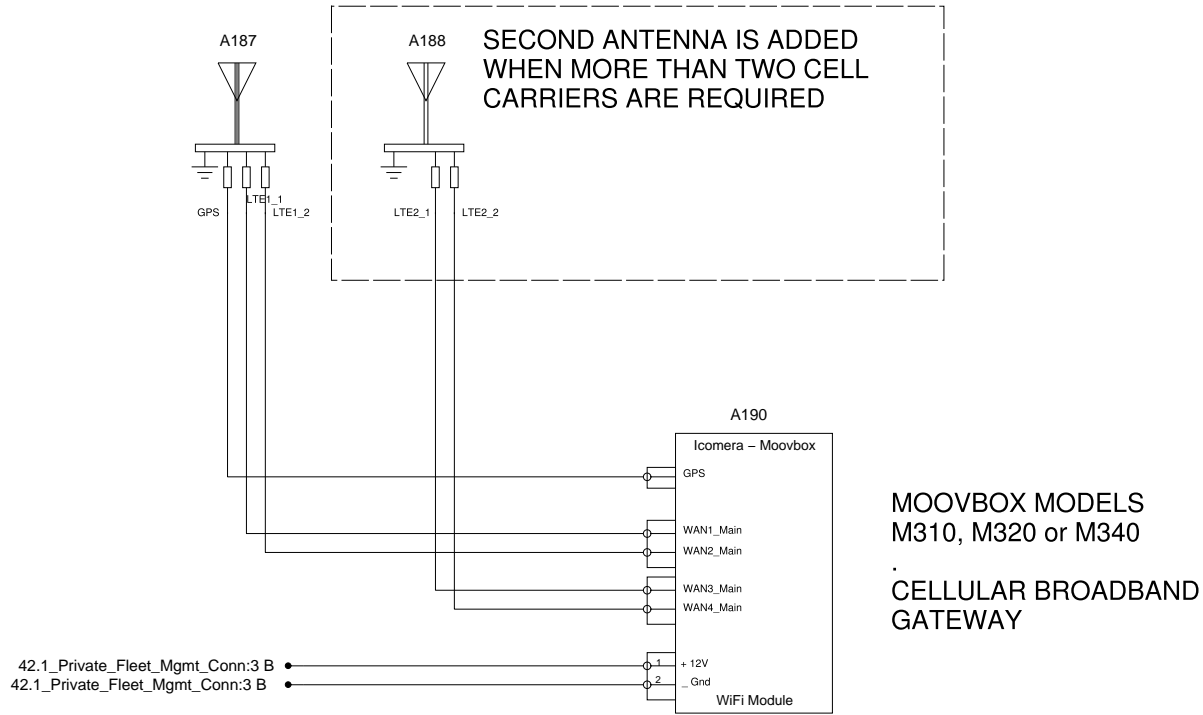 A187
A188
SECOND ANTENNA IS ADDED
WHEN MORE THAN TWO CELL
CARRIERS ARE REQUIRED
LTE1_1
GPS
LTE1_2
LTE2_1
LTE2_2
A190
Icomera – Moovbox
GPS
WAN1_Main
WAN2_Main
WAN3_Main
WAN4_Main
MOOVBOX MODELS
M310, M320 or M340
.
CELLULAR BROADBAND
GATEWAY
42.1_Private_Fleet_Mgmt_Conn:3 B
1
+ 12V
42.1_Private_Fleet_Mgmt_Conn:3 B
2
_ Gnd
WiFi Module